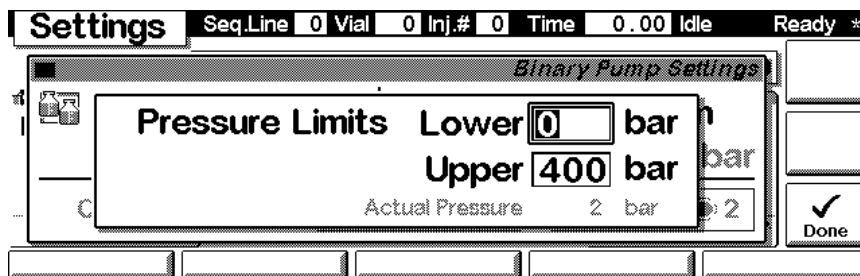 Settings Seq.Line 0 Vial 0 Inj.# 0 Time 0.00 Idle Ready *
Binary Pump Settings
Pressure Limits Lower 0 bar
Upper 400 bar
bar
Actual Pressure 2 bar 2
Done